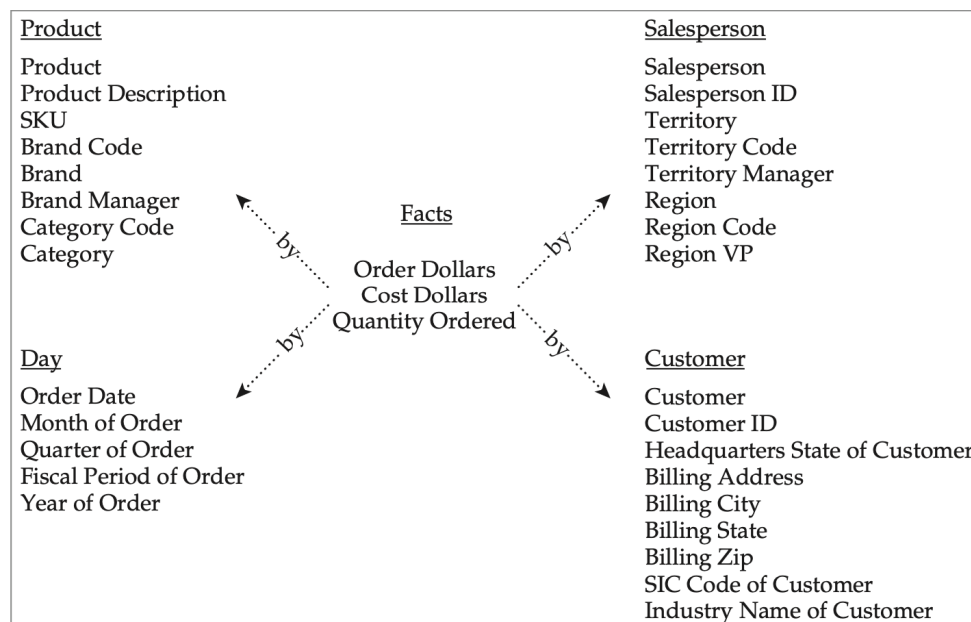 Product
Product
Product Description
SKU
Brand Code
Brand
Brand Manager
Category Code
Category
Salesperson
Salesperson
Salesperson ID
Territory
Territory Code
Territory Manager
Region
Region Code
Region VP
Facts
Order Dollars
Cost Dollars
Quantity Ordered
by
by
by
by
Day
Order Date
Month of Order
Quarter of Order
Fiscal Period of Order
Year of Order
Customer
Customer
Customer ID
Headquarters State of Customer
Billing Address
Billing City
Billing State
Billing Zip
SIC Code of Customer
Industry Name of Customer